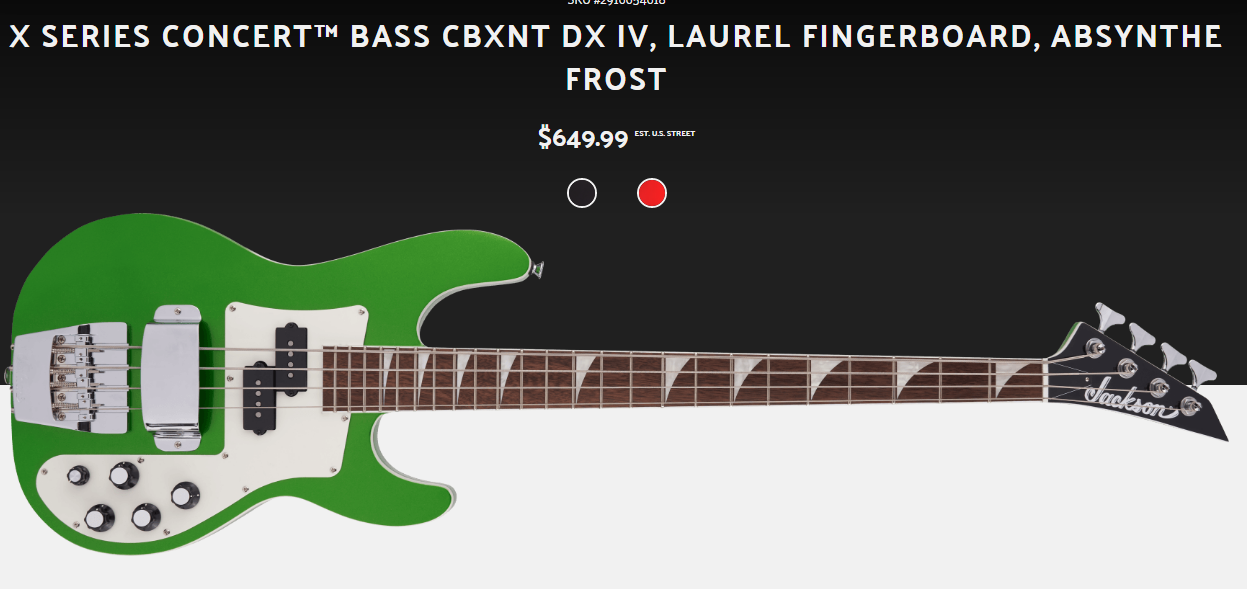 SKU #2916054018
X SERIES CONCERT™ BASS CBXNT DX IV, LAUREL FINGERBOARD, ABSYNTHE
FROST
$649.99 EST. U.S. STREET
Jackson